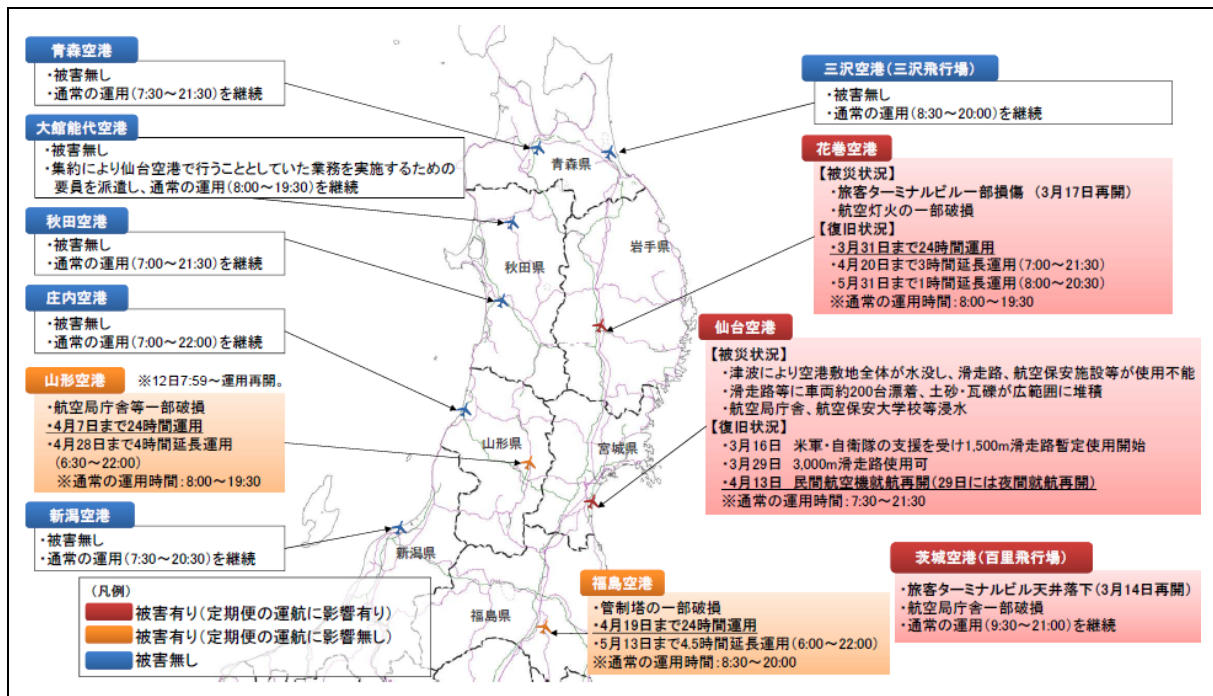 青森空港
・被害無し
・通常の運用(7:30～21:30)を継続
大館能代空港
・被害無し
・集約により仙台空港で行うこととしていた業務を実施するための
要員を派遣し、通常の運用(8:00～19:30)を継続
秋田空港
・被害無し
・通常の運用(7:00～21:30)を継続
庄内空港
・被害無し
・通常の運用(7:00～22:00)を継続
山形空港
※12日7:59～運用再開。
・航空局庁舎等一部破損
・4月7日まで24時間運用
・4月28日まで4時間延長運用
(6:30～22:00)
※通常の運用時間：8:00～19:30
新潟空港
・被害無し
・通常の運用(7:30～20:30)を継続
(凡例)
被害有り(定期便の運航に影響有り)
被害有り(定期便の運航に影響無し)
被害無し
青森県
秋田県
岩手県
山形県
宮城県
新潟県
福島県
三沢空港(三沢飛行場)
・被害無し
・通常の運用(8:30～20:00)を継続
花巻空港
【被災状況】
・旅客ターミナルビル一部損傷 (3月17日再開)
・航空灯火の一部破損
【復旧状況】
・3月31日まで24時間運用
・4月20日まで3時間延長運用(7:00～21:30)
・5月31日まで1時間延長運用(8:00～20:30)
※通常の運用時間：8:00～19:30
仙台空港
【被災状況】
・津波により空港敷地全体が水没し、滑走路、航空保安施設等が使用不能
・滑走路等に車両約200台漂着、土砂・瓦礫が広範囲に堆積
・航空局庁舎、航空保安大学校等浸水
【復旧状況】
・3月16日 米軍・自衛隊の支援を受け1,500m滑走路暫定使用開始
・3月29日 3,000m滑走路使用可
・4月13日 民間航空機就航再開(29日には夜間就航再開)
※通常の運用時間：7:30～21:30
福島空港
・管制塔の一部破損
・4月19日まで24時間運用
・5月13日まで4.5時間延長運用(6:00～22:00)
※通常の運用時間：8:30～20:00
茨城空港(百里飛行場)
・旅客ターミナルビル天井落下(3月14日再開)
・航空局庁舎一部破損
・通常の運用(9:30～21:00)を継続